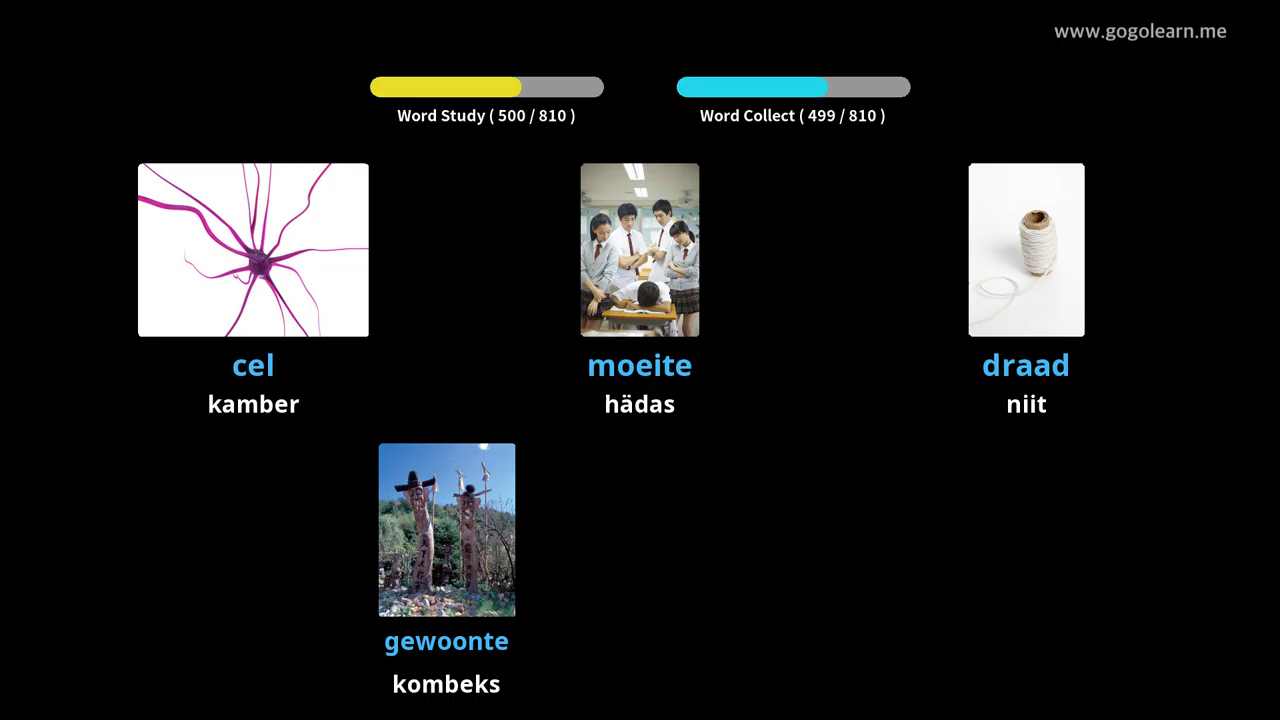 www.gogolearn.me
Word Study ( 500 / 810 )
Word Collect ( 499 / 810 )
cel
kamber
moeite
hädas
draad
niit
gewoonte
kombeks